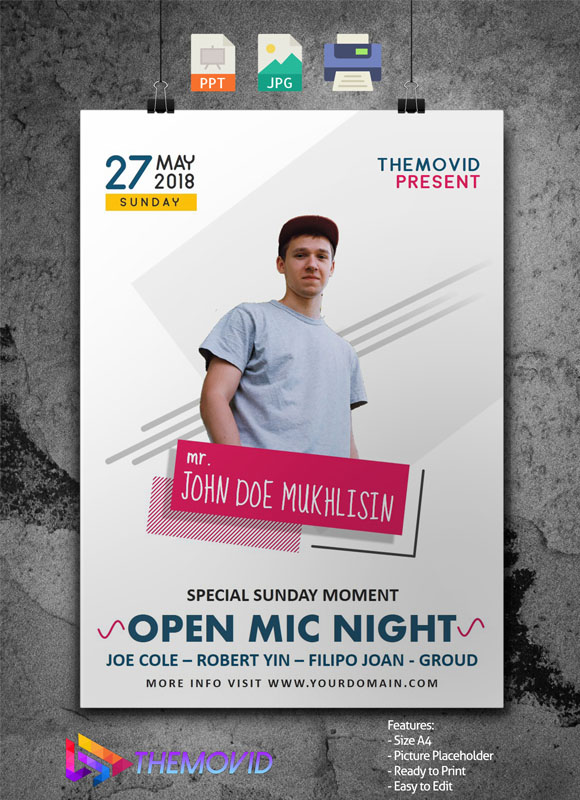 PPT
JPG
27 MAY
2018
SUNDAY
THEMOVID
PRESENT
mr.
JOHN DOE MUKHLISIN
SPECIAL SUNDAY MOMENT
OPEN MIC NIGHT
JOE COLE – ROBERT YIN – FILIPO JOAN - GROUD
MORE INFO VISIT WWW.YOURDOMAIN.COM
THEMOVID
Features:
- Size A4
- Picture Placeholder
- Ready to Print
- Easy to Edit